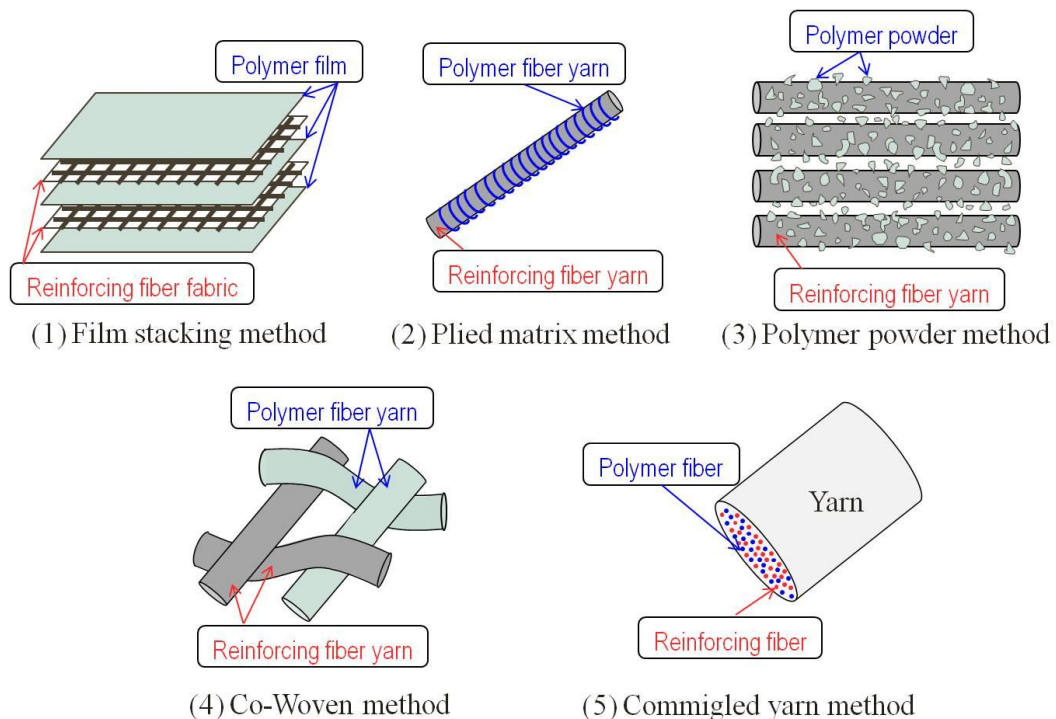 Polymer film
Reinforcing fiber fabric
(1) Film stacking method
Polymer fiber yarn
Reinforcing fiber yarn
(2) Plied matrix method
Polymer powder
Reinforcing fiber yarn
(3) Polymer powder method
Polymer fiber yarn
Reinforcing fiber yarn
(4) Co-Woven method
Polymer fiber
Yarn
Reinforcing fiber
(5) Commigled yarn method